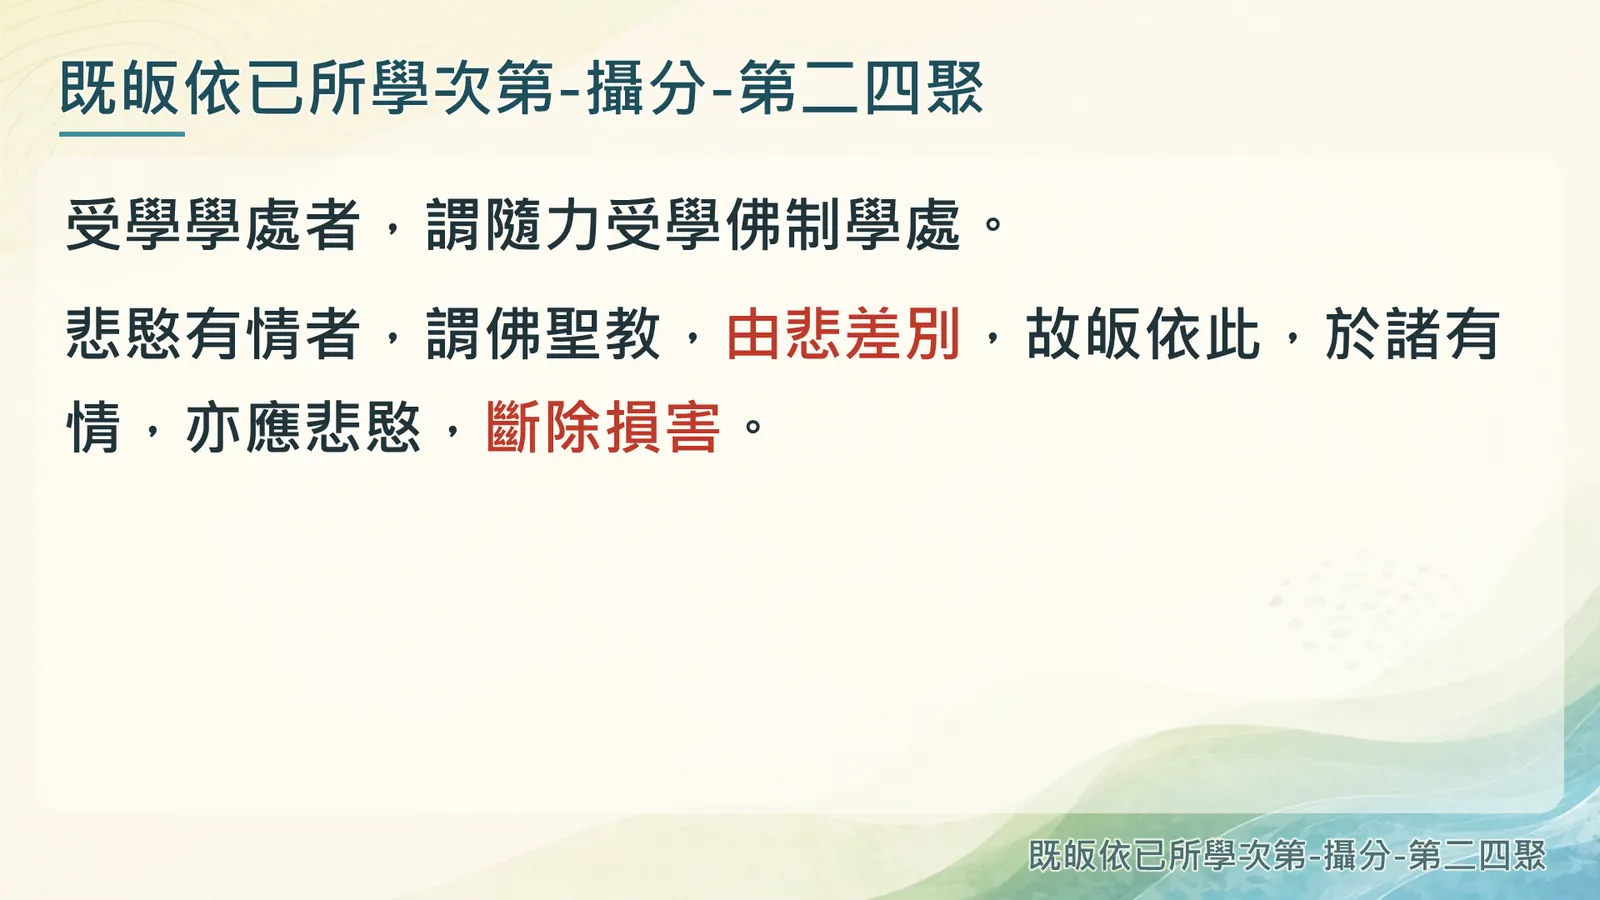 既皈依已所學次第-攝分-第二四聚
受學學處者，謂隨力受學佛制學處。
悲愍有情者，謂佛聖教，由悲差別，故皈依此，於諸有
情，亦應悲愍，斷除損害。
既皈依已所學次第-攝分-第二四聚